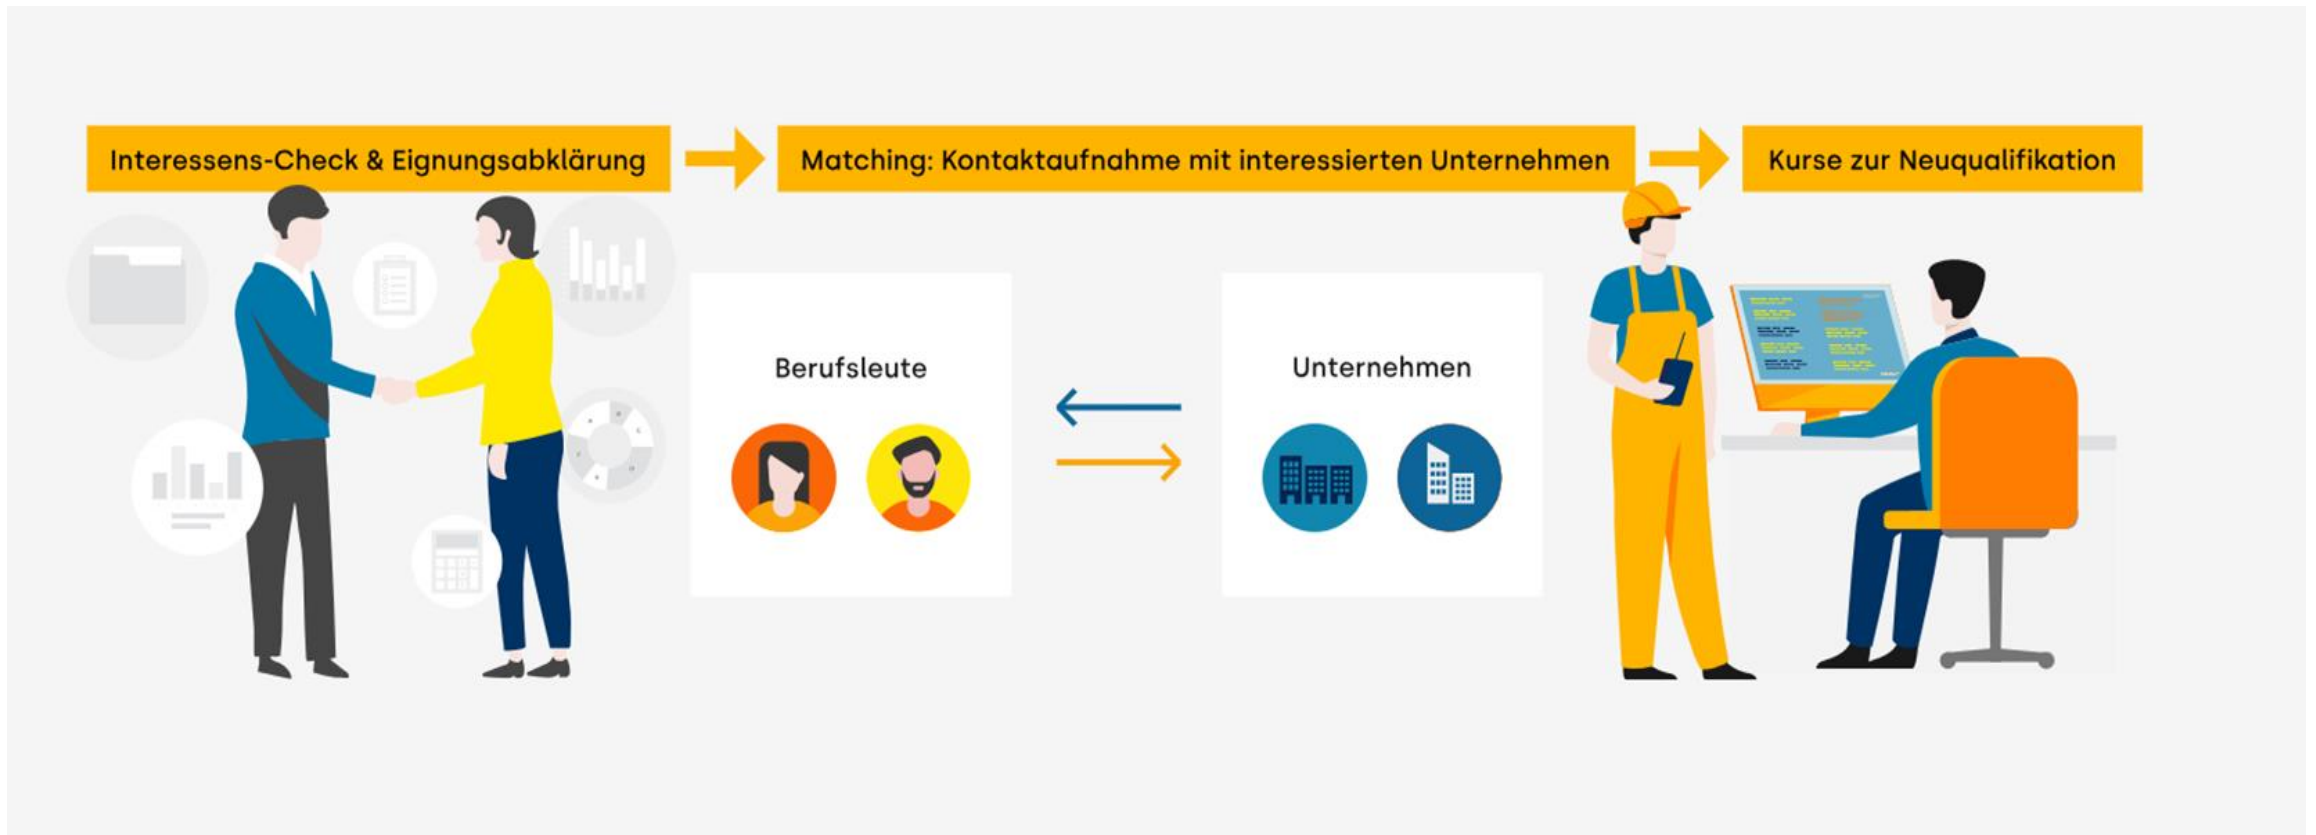 Interessens-Check & Eignungsabklärung
Matching: Kontaktaufnahme mit interessierten Unternehmen
Kurse zur Neuqualifikation
Berufsleute
Unternehmen